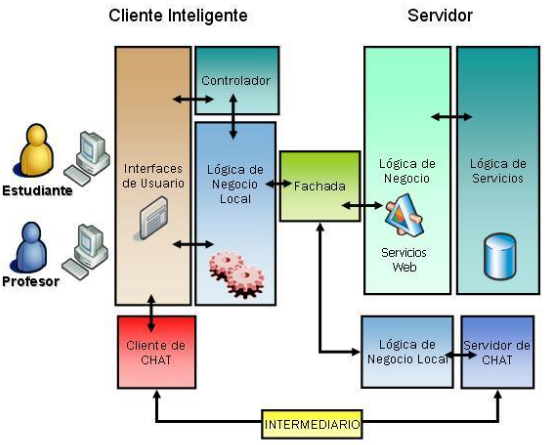 Cliente Inteligente
Servidor
Controlador
Estudiante
Profesor
Interfaces
de Usuario
Lógica de
Negocio
Local
Fachada
Lógica de
Negocio
Servicios
Web
Lógica de
Servicios
Cliente de
CHAT
Lógica de
Negocio Local
Servidor de
CHAT
INTERMEDIARIO